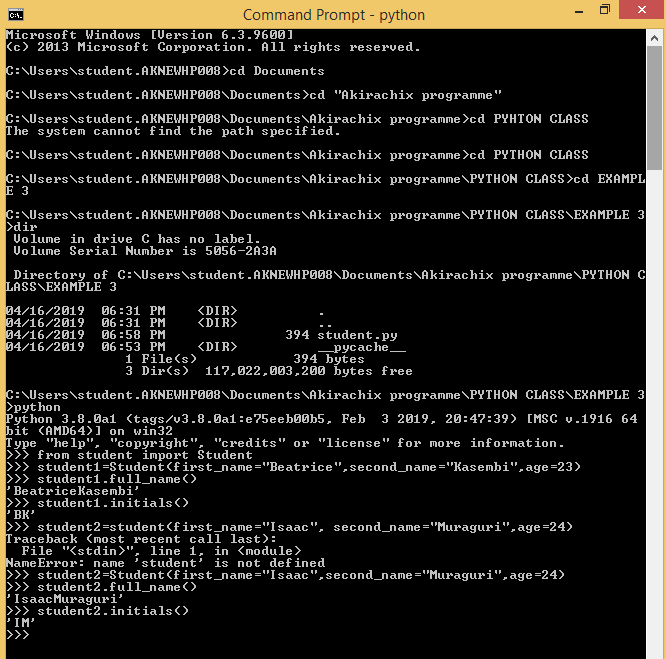 Command Prompt - python
Microsoft Windows [Version 6.3.9600]
(c) 2013 Microsoft Corporation. All rights reserved.
C:\Users\student.AKNEWHP008>cd Documents
C:\Users\student.AKNEWHP008\Documents>cd "Akirachix programme"
C:\Users\student.AKNEWHP008\Documents\Akirachix programme>cd PYHTON CLASS
The system cannot find the path specified.
C:\Users\student.AKNEWHP008\Documents\Akirachix programme>cd PYTHON CLASS
C:\Users\student.AKNEWHP008\Documents\Akirachix programme\PYTHON CLASS>cd EXAMPL
E 3
C:\Users\student.AKNEWHP008\Documents\Akirachix programme\PYTHON CLASS\EXAMPLE 3
>dir
 Volume in drive C has no label.
 Volume Serial Number is 5056-2A3A
 Directory of C:\Users\student.AKNEWHP008\Documents\Akirachix programme\PYTHON C
LASS\EXAMPLE 3
04/16/2019  06:31 PM    <DIR>          .
04/16/2019  06:31 PM    <DIR>          ..
04/16/2019  06:58 PM               394 student.py
04/16/2019  06:53 PM    <DIR>          __pycache__
               1 File(s)            394 bytes
               3 Dir(s)  117,022,003,200 bytes free
C:\Users\student.AKNEWHP008\Documents\Akirachix programme\PYTHON CLASS\EXAMPLE 3
>python
Python 3.8.0a1 (tags/v3.8.0a1:e75eeb00b5, Feb  3 2019, 20:47:39) [MSC v.1916 64
bit (AMD64)] on win32
Type "help", "copyright", "credits" or "license" for more information.
>>> from student import Student
>>> student1=Student(first_name="Beatrice",second_name="Kasembi",age=23)
>>> student1.full_name()
'BeatriceKasembi'
>>> student1.initials()
'BK'
>>> student2=student(first_name="Isaac", second_name="Muraguri",age=24)
Traceback (most recent call last):
  File "<stdin>", line 1, in <module>
NameError: name 'student' is not defined
>>> student2=Student(first_name="Isaac",second_name="Muraguri",age=24)
>>> student2.full_name()
'IsaacMuraguri'
>>> student2.initials()
'IM'
>>>